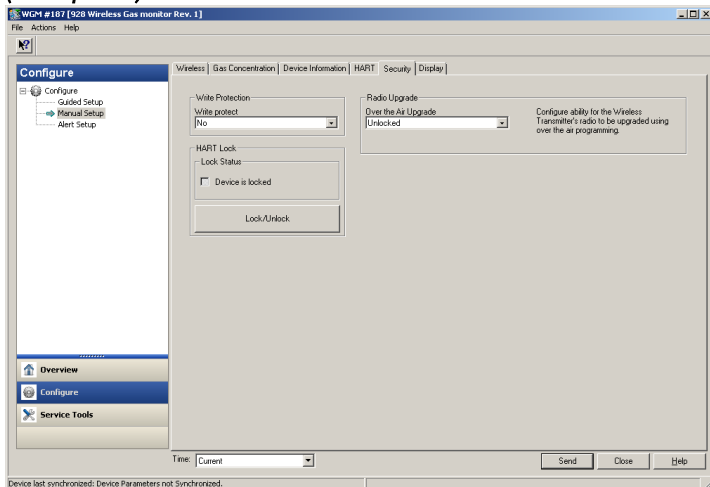 WGM #187 [928 Wireless Gas monitor Rev. 1]
File Actions Help
Configure
Configure
Guided Setup
Manual Setup
Alert Setup
Overview
Configure
Service Tools
Wireless Gas Concentration Device Information HART Security Display
Write Protection
Write protect
No
HART Lock
Lock Status
Device is locked
Lock/Unlock
Radio Upgrade
Over the Air Upgrade
Unlocked
Configure ability for the Wireless
Transmitter's radio to be upgraded using
over the air programming.
Time: Current
Send Close Help
Device last synchronized: Device Parameters not Synchronized.